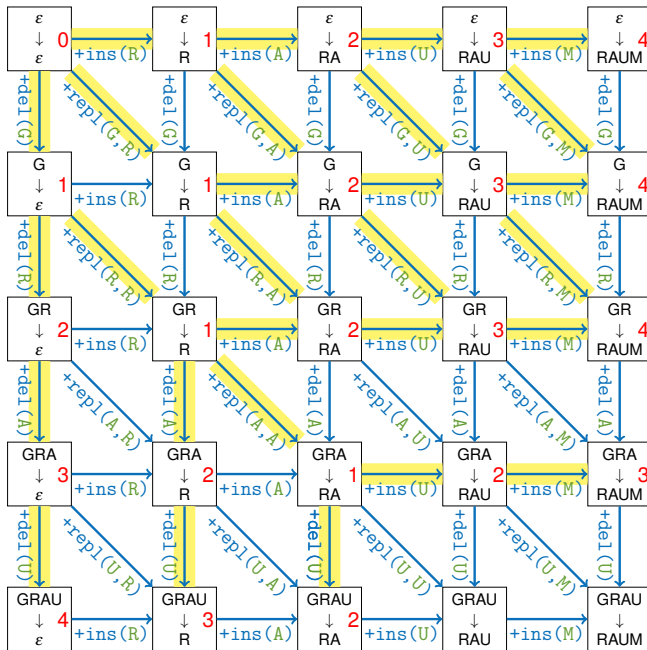 ε ε ε ε ε
↓ 0 ↓ 1 ↓ 2 ↓ 3 ↓ 4
ε +ins(R) R +ins(A) RA +ins(U) RAU +ins(M) RAUM
+del(G) +repl(G,R) +del(G) +repl(G,A) +del(G) +repl(G,U) +del(G) +repl(G,M) +del(G)
G G G G G
↓ 1 ↓ 1 ↓ 2 ↓ 3 ↓ 4
ε +ins(R) R +ins(A) RA +ins(U) RAU +ins(M) RAUM
+del(R) +repl(R,R) +del(R) +repl(R,A) +del(R) +repl(R,U) +del(R) +repl(R,M) +del(R)
GR GR GR GR GR
↓ 2 ↓ 1 ↓ 2 ↓ 3 ↓ 4
ε +ins(R) R +ins(A) RA +ins(U) RAU +ins(M) RAUM
+del(A) +repl(A,R) +del(A) +repl(A,A) +del(A) +repl(A,U) +del(A) +repl(A,M) +del(A)
GRA GRA GRA GRA GRA
↓ 3 ↓ 2 ↓ 1 ↓ 2 ↓ 3
ε +ins(R) R +ins(A) RA +ins(U) RAU +ins(M) RAUM
+del(U) +repl(U,R) +del(U) +repl(U,A) +del(U) +repl(U,U) +del(U) +repl(U,M) +del(U)
GRAU GRAU GRAU GRAU GRAU
↓ 4 ↓ 3 ↓ 2 ↓ ↓
ε +ins(R) R +ins(A) RA +ins(U) RAU +ins(M) RAUM